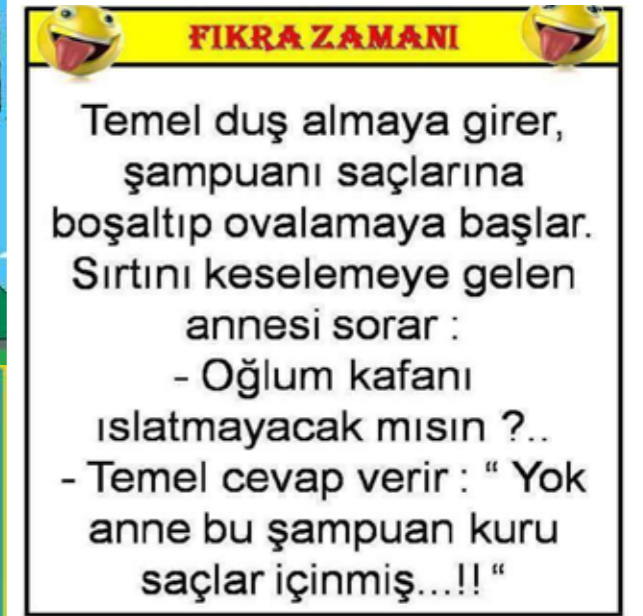 FIKRA ZAMANI
Temel duş almaya girer,
şampuanı saçlarına
boşaltıp ovalamaya başlar.
Sırtını keselemeye gelen
annesi sorar :
- Oğlum kafanı
ıslatmayacak mısın ?..
- Temel cevap verir : “ Yok
anne bu şampuan kuru
saçlar içinmiş...!! “